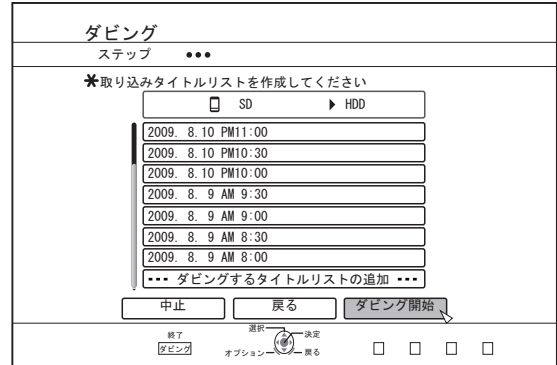 ダビング
ステップ ●●●
✱取り込みタイトルリストを作成してください
SD ▶ HDD
2009. 8.10 PM11:00
2009. 8.10 PM10:30
2009. 8.10 PM10:00
2009. 8. 9 AM 9:30
2009. 8. 9 AM 9:00
2009. 8. 9 AM 8:30
2009. 8. 9 AM 8:00
--- ダビングするタイトルリストの追加 ---
中止 戻る ダビング開始
選択
終了 決定
ダビング オプション 戻る